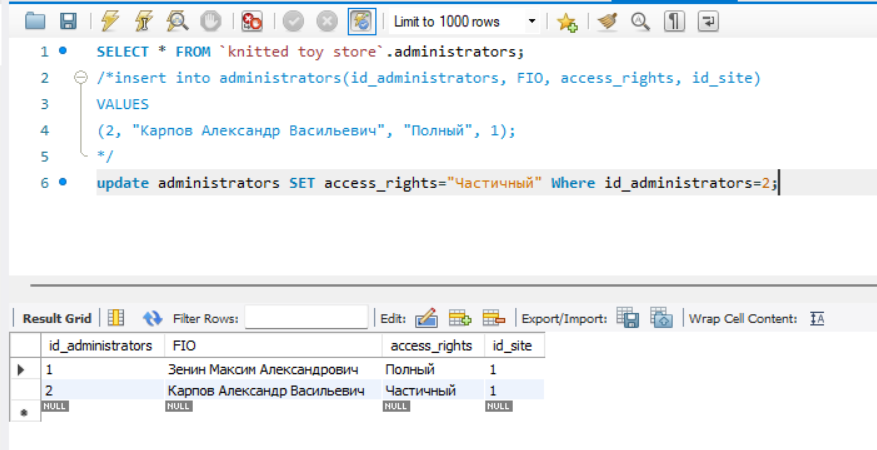 Limit to 1000 rows
1 SELECT * FROM `knitted toy store`.administrators;
2 /*insert into administrators(id_administrators, FIO, access_rights, id_site)
3 VALUES
4 (2, "Карпов Александр Васильевич", "Полный", 1);
5 */
6 update administrators SET access_rights="Частичный" Where id_administrators=2;
Result Grid Filter Rows: Edit: Export/Import: Wrap Cell Content: IA
id_administrators FIO access_rights id_site
1 Зенин Максим Александрович Полный 1
2 Карпов Александр Васильевич Частичный 1
NULL NULL NULL NULL